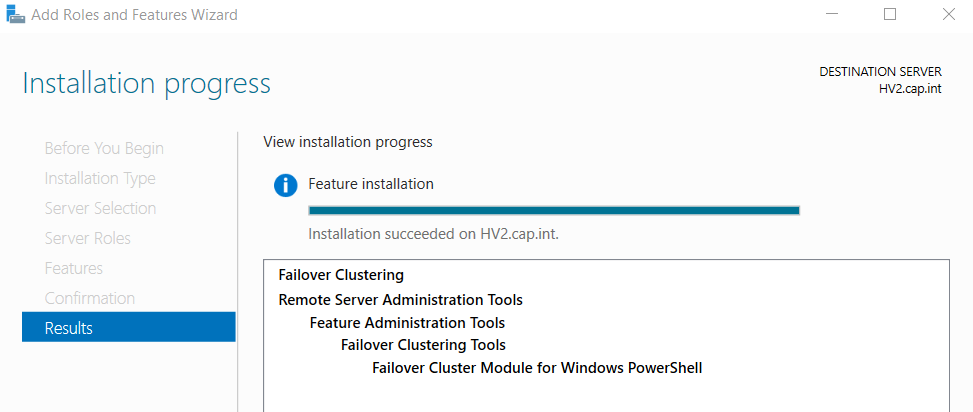 Add Roles and Features Wizard
Installation progress
DESTINATION SERVER
HV2.cap.int
Before You Begin
Installation Type
Server Selection
Server Roles
Features
Confirmation
Results
View installation progress
Feature installation
Installation succeeded on HV2.cap.int.
Failover Clustering
Remote Server Administration Tools
Feature Administration Tools
Failover Clustering Tools
Failover Cluster Module for Windows PowerShell